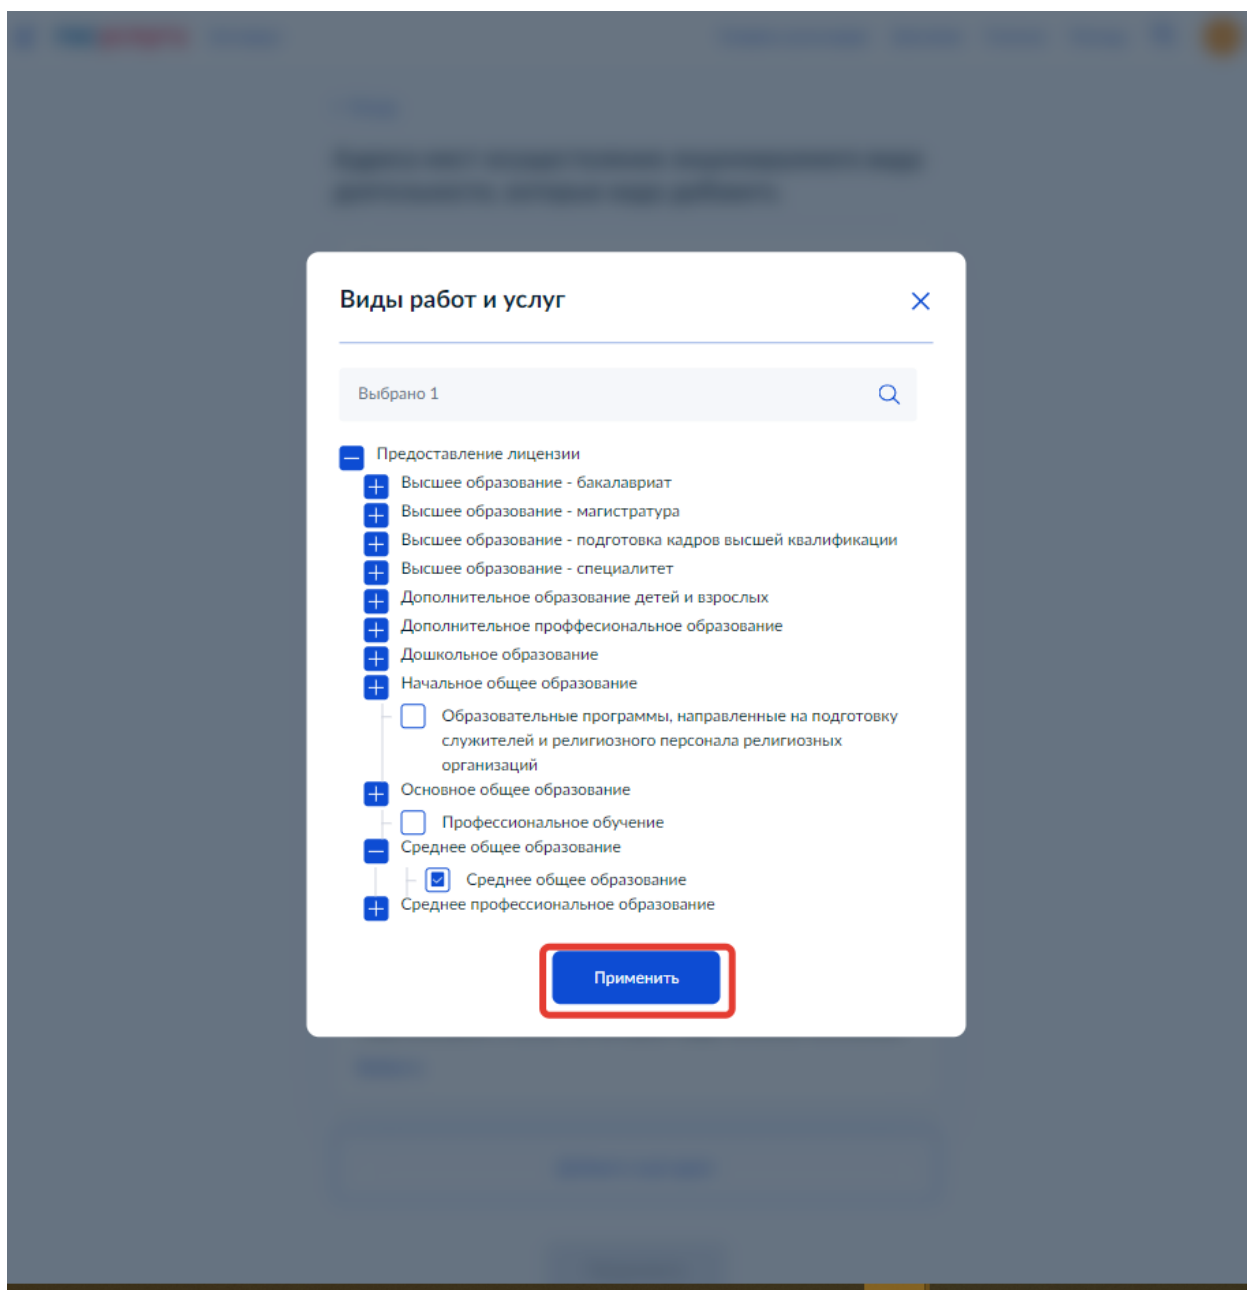 Виды работ и услуг
Выбрано 1
Предоставление лицензии
Высшее образование - бакалавриат
Высшее образование - магистратура
Высшее образование - подготовка кадров высшей квалификации
Высшее образование - специалитет
Дополнительное образование детей и взрослых
Дополнительное проффесиональное образование
Дошкольное образование
Начальное общее образование
Образовательные программы, направленные на подготовку
служителей и религиозного персонала религиозных
организаций
Основное общее образование
Профессиональное обучение
Среднее общее образование
Среднее общее образование
Среднее профессиональное образование
Применить